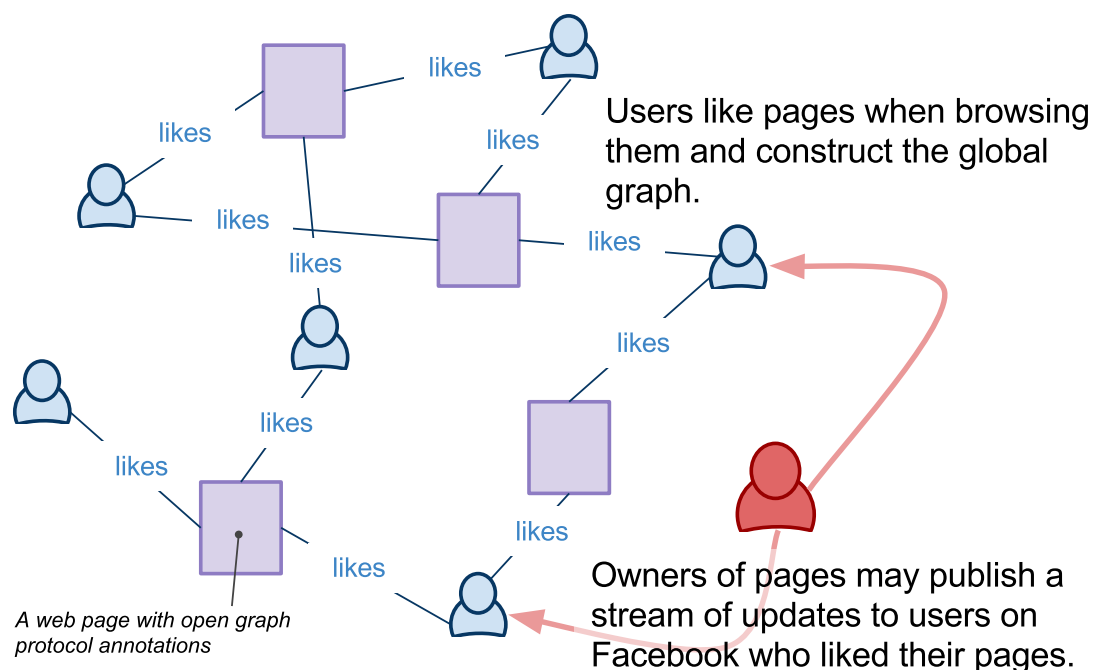 likes
likes
likes
Users like pages when browsing
them and construct the global
graph.
likes
likes
likes
likes
likes
likes
likes
likes
A web page with open graph
protocol annotations
Owners of pages may publish a
stream of updates to users on
Facebook who liked their pages.